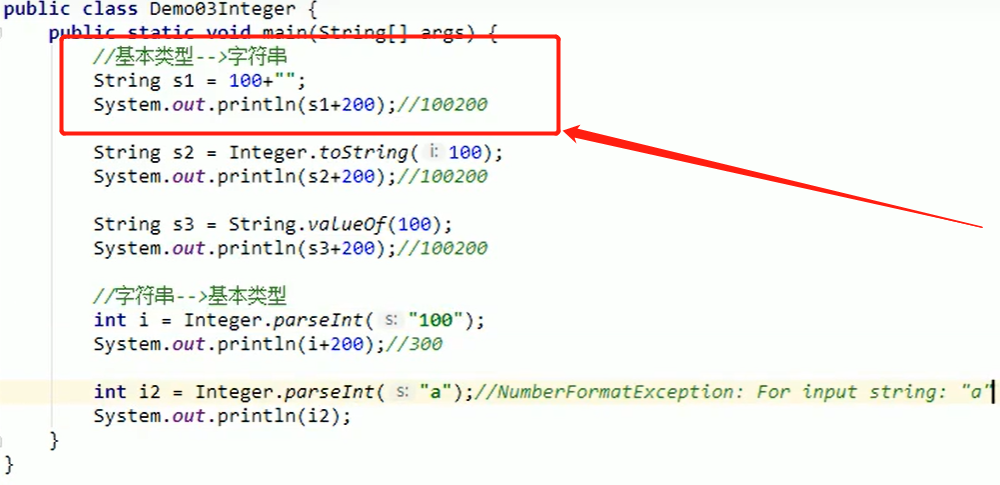 public class Demo03Integer {
public static void main(String[] args) {
//基本类型-->字符串
String s1 = 100+"";
System.out.println(s1+200);//100200
String s2 = Integer.toString( i: 100);
System.out.println(s2+200);//100200
String s3 = String.valueOf(100);
System.out.println(s3+200);//100200
//字符串-->基本类型
int i = Integer.parseInt( s: "100");
System.out.println(i+200);//300
int i2 = Integer.parseInt( s: "a");//NumberFormatException: For input string: "a"
System.out.println(i2);
}
}